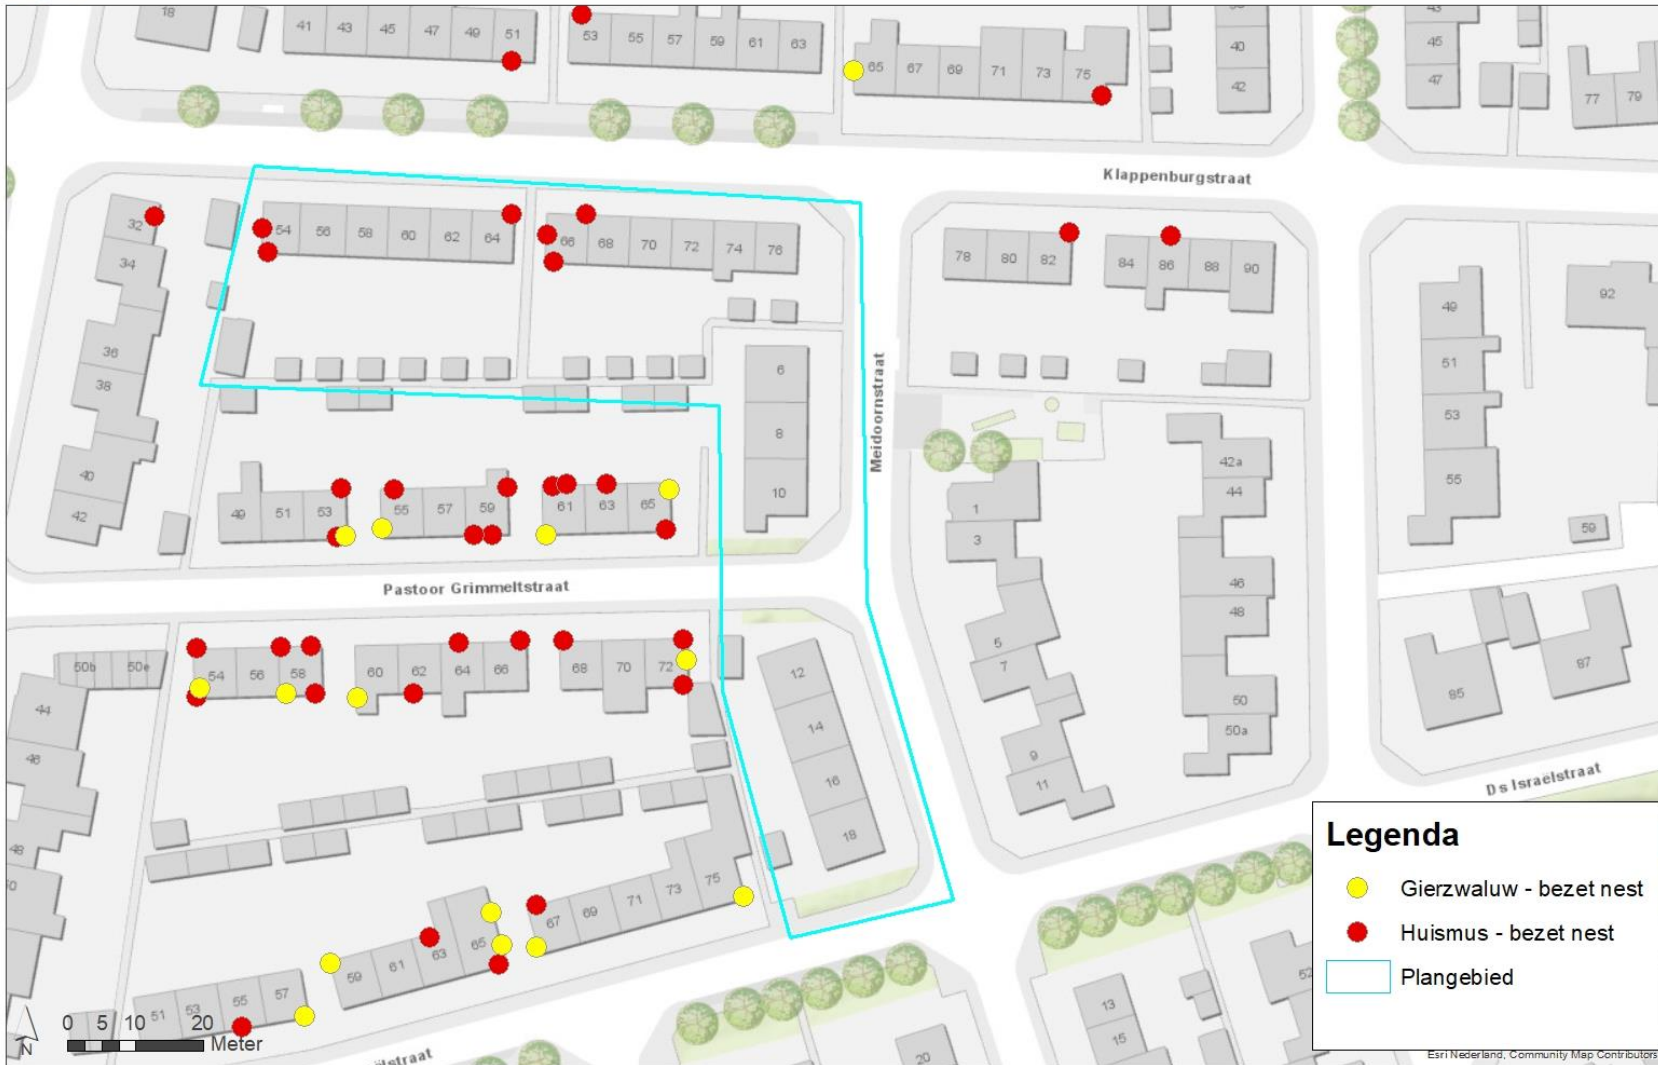 18
41 43 45 47 49 51
53 55 57 59 61 63
65 67 69 71 73 75
40
42
43
45
47
77 79
Klappenburgstraat
32
34
36
38
40
42
54 56 58 60 62 64
66 68 70 72 74 76
78 80 82
84 86 88 90
92
Meidoornstraat
6
8
10
49
51
53
55
59
42a
44
46
48
50
50a
1
3
5
7
9
11
49 51 53
55 57 59
61 63 65
Pastoor Grimmeltstraat
50b 50e
54 56 58
60 62 64 66
68 70 72
12
14
16
18
85
87
Ds Israëlstraat
44
46
48
51 53 55 57
59 61 63 65
67 69 71 73 75
13
15
20
52
Legenda
Gierzwaluw - bezet nest
Huismus - bezet nest
Plangebied
N
0 5 10 20
Meter
Esri Nederland, Community Map Contributors